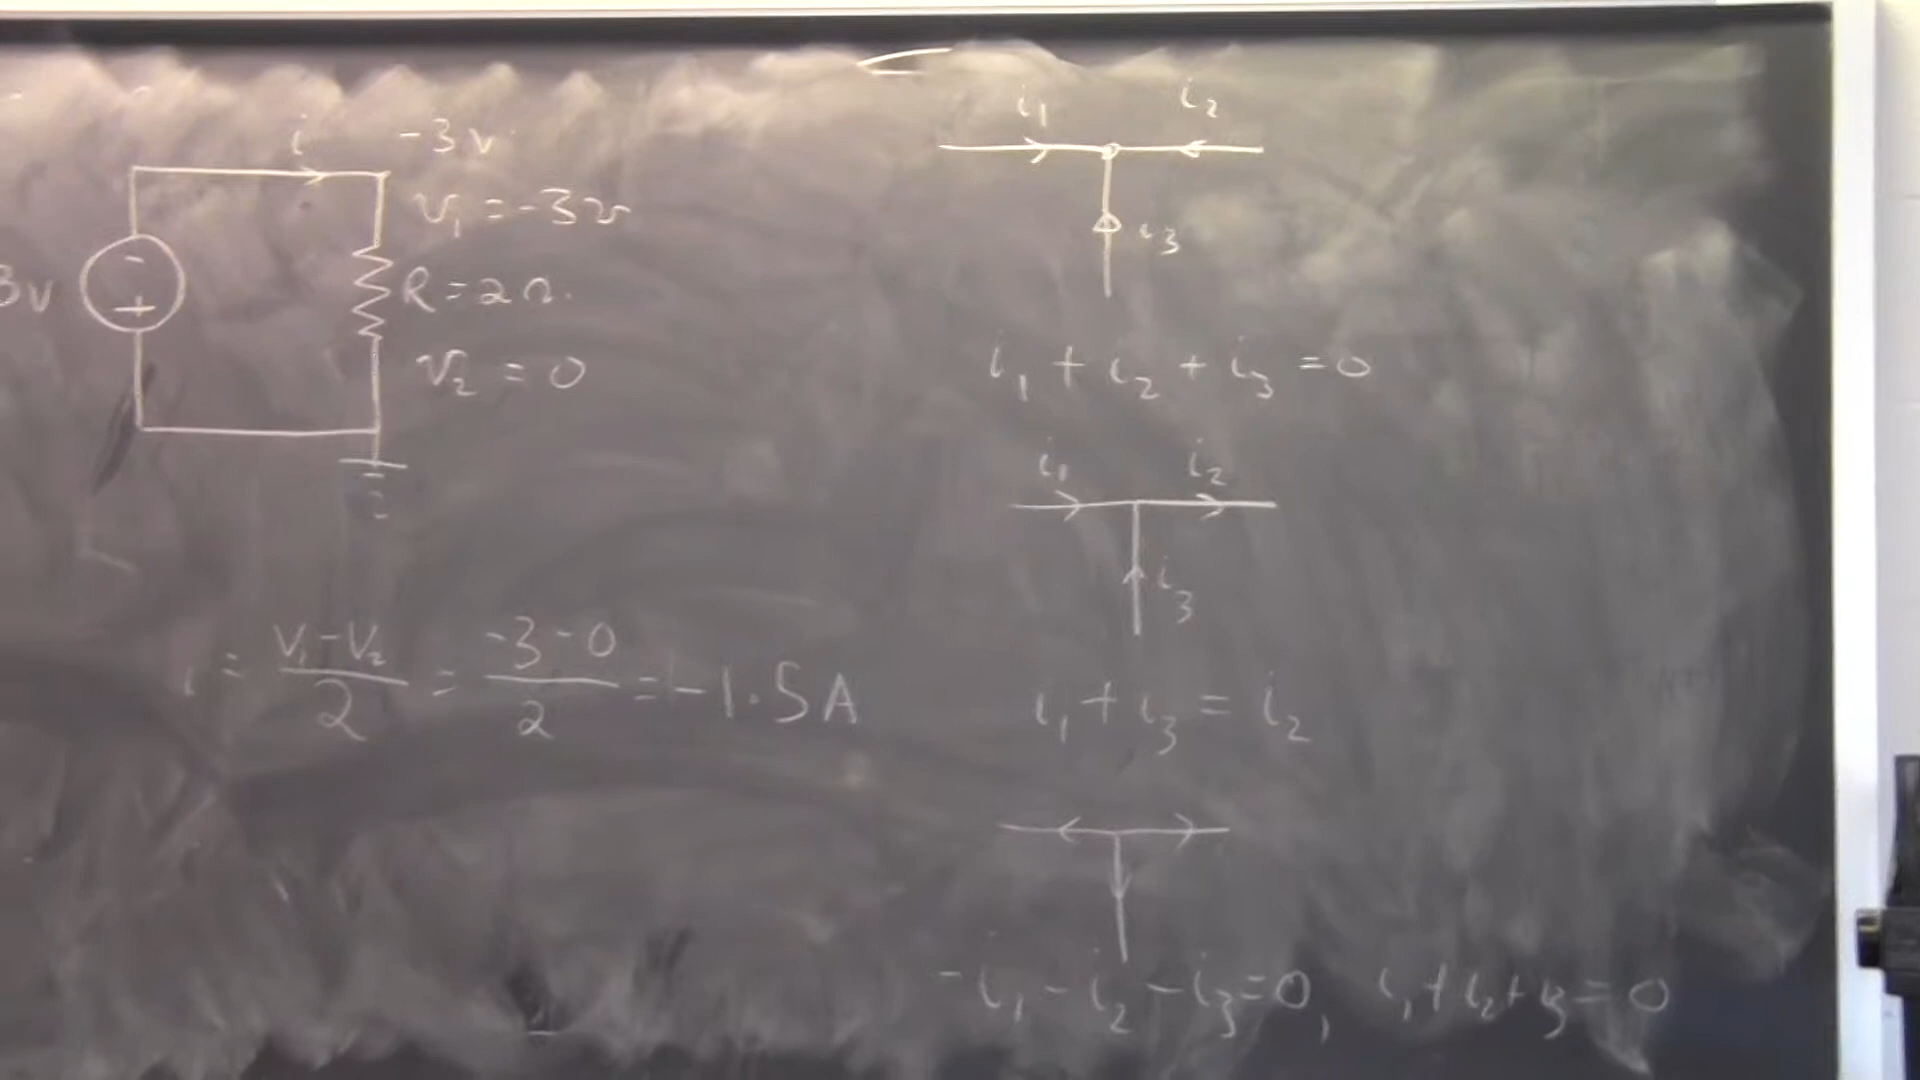 i -3v
V₁ = -3v
3v - +
R = 2Ω
V₂ = 0
i = (V₁ - V₂)/2 = (-3 - 0)/2 = -1.5A
i₁ i₂
i₃
i₁ + i₂ + i₃ = 0
i₁ i₂
i₃
i₁ + i₃ = i₂
-i₁ - i₂ - i₃ = 0, i₁ + i₂ + i₃ = 0